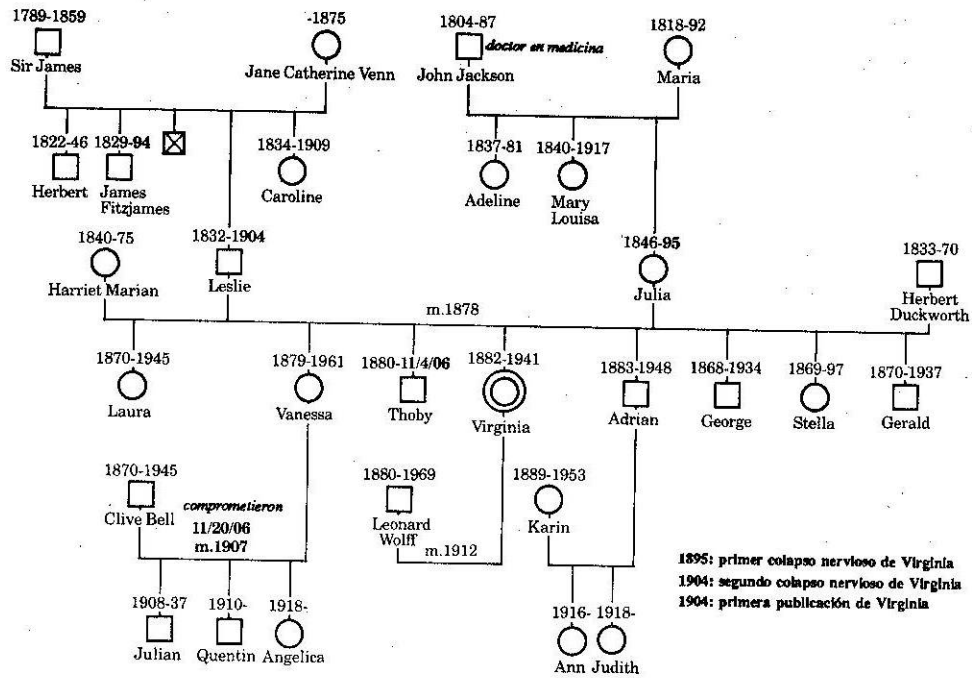 1789-1859
Sir James
-1875
Jane Catherine Venn
1804-87
doctor en medicina
John Jackson
1818-92
Maria
1822-46
Herbert
1829-94
James
Fitzjames
1834-1909
Caroline
1837-81
Adeline
1840-1917
Mary
Louisa
1840-75
Harriet Marian
1832-1904
Leslie
1846-95
Julia
1833-70
Herbert
Duckworth
m.1878
1870-1945
Laura
1879-1961
Vanessa
1880-11/4/06
Thoby
1882-1941
Virginia
1883-1948
Adrian
1868-1934
George
1869-97
Stella
1870-1937
Gerald
1870-1945
Clive Bell
comprometieron
11/20/06
m.1907
1880-1969
Leonard
Wolff
m.1912
1889-1953
Karin
1908-37
Julian
1910-
Quentin
1918-
Angelica
1916-
Ann
1918-
Judith
1895: primer colapso nervioso de Virginia
1904: segundo colapso nervioso de Virginia
1904: primera publicación de Virginia